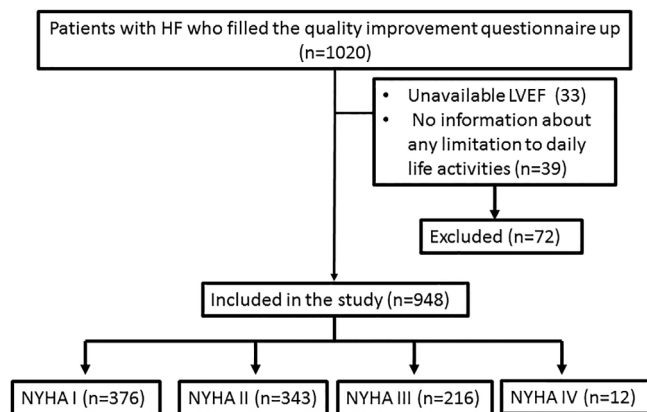 Patients with HF who filled the quality improvement questionnaire up
(n=1020)
• Unavailable LVEF (33)
• No information about
any limitation to daily
life activities (n=39)
Excluded (n=72)
Included in the study (n=948)
NYHA I (n=376)
NYHA II (n=343)
NYHA III (n=216)
NYHA IV (n=12)